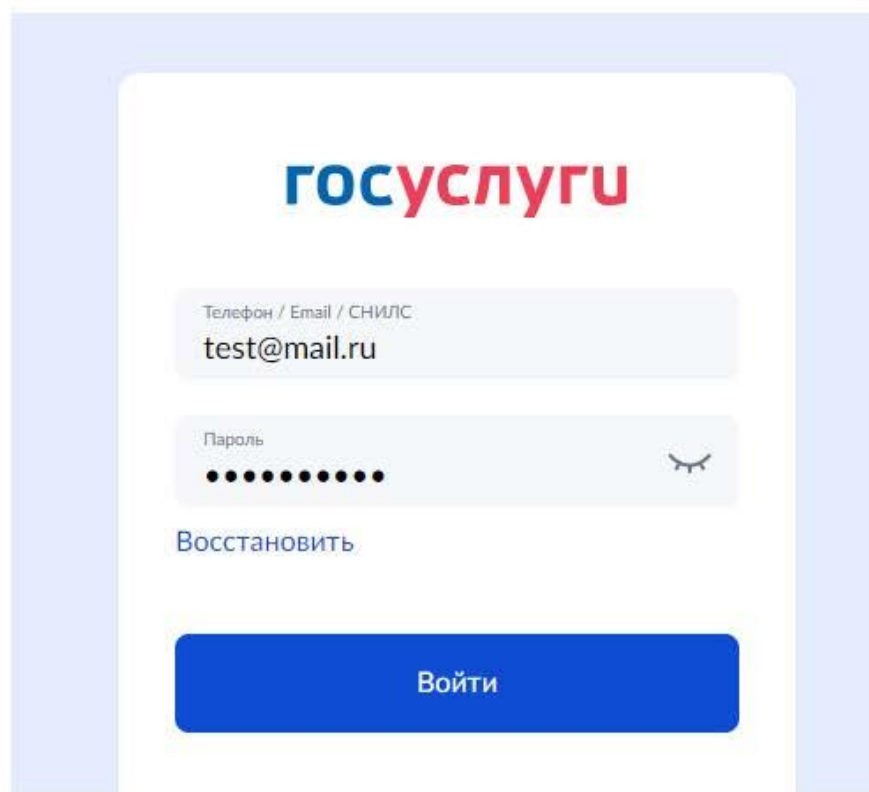 госуслуги
Телефон / Email / СНИЛС
test@mail.ru
Пароль
••••••••••
Восстановить
Войти